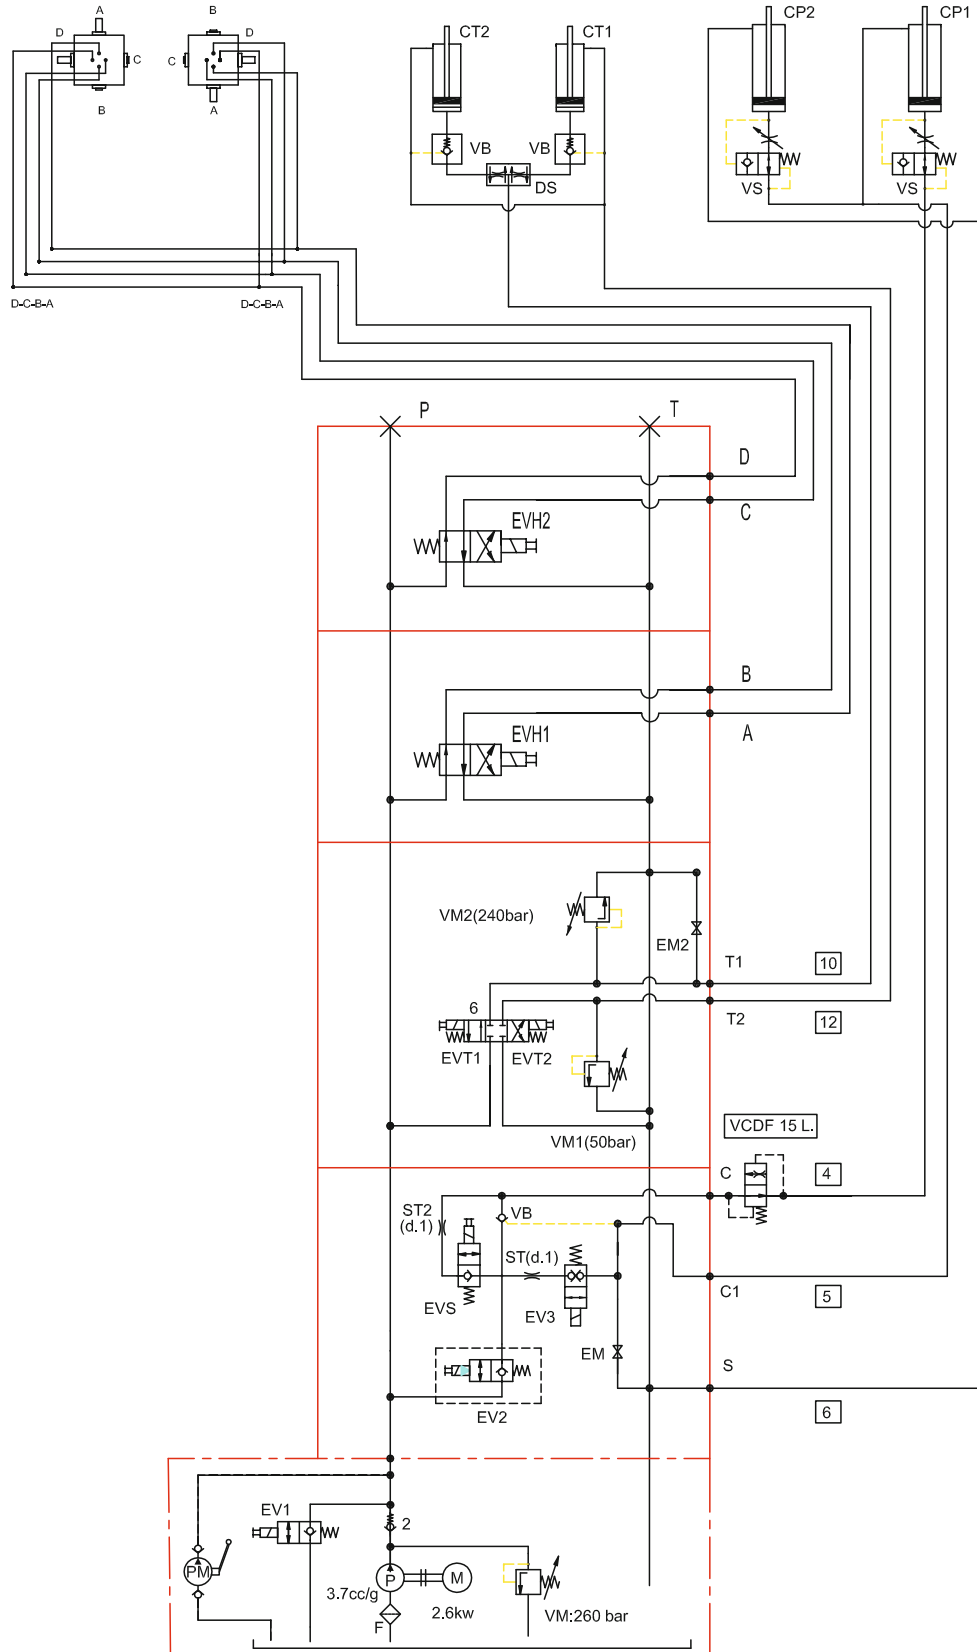 A
B
D
D
C
C
B
A
D-C-B-A
D-C-B-A
CT2
CT1
CP2
CP1
VB
VB
DS
VS
VS
P
T
D
C
EVH2
B
A
EVH1
VM2(240bar)
EM2
T1
10
6
T2
12
EVT1
EVT2
VM1(50bar)
VCDF 15 L.
C
4
ST2
(d.1)
VB
ST(d.1)
EVS
EV3
C1
5
EM
S
EV2
6
EV1
2
PM
P
M
3.7cc/g
2.6kw
VM:260 bar
F